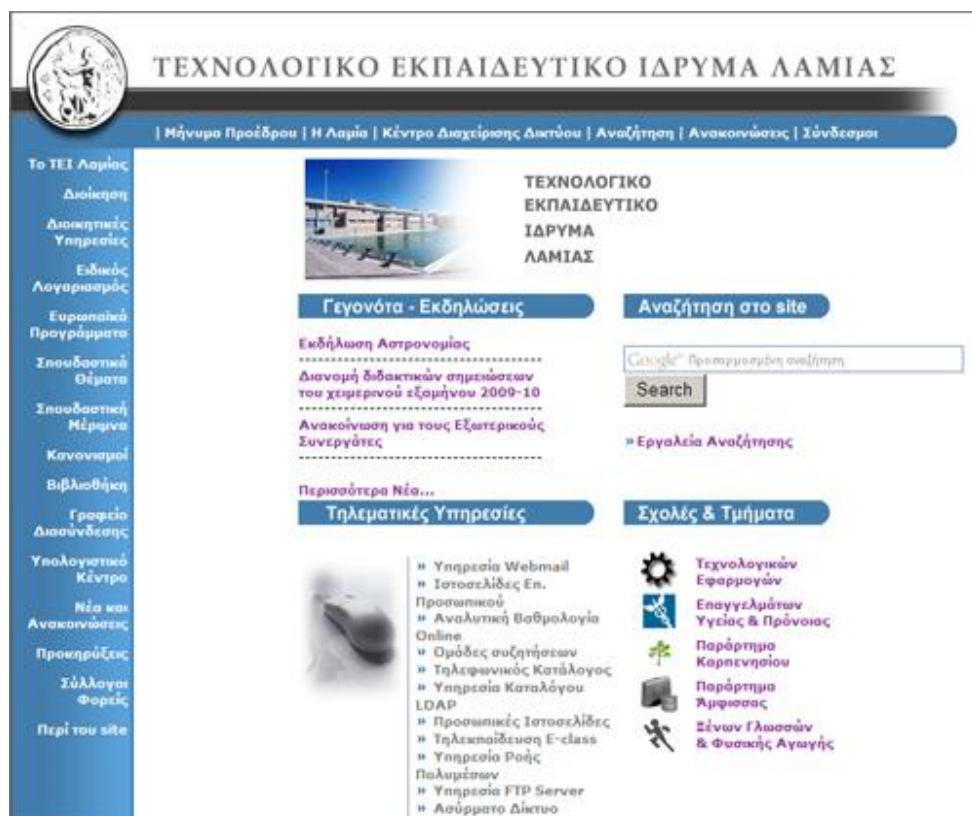 ΤΕΧΝΟΛΟΓΙΚΟ ΕΚΠΑΙΔΕΥΤΙΚΟ ΙΔΡΥΜΑ ΛΑΜΙΑΣ
| Μήνυμα Προέδρου | Η Λαμία | Κέντρο Διαχείρισης Δικτύου | Αναζήτηση | Ανακοινώσεις | Σύνδεσμοι
Το ΤΕΙ Λαμίας
Διοίκηση
Διοικητικές
Υπηρεσίες
Ειδικός
Λογαριασμός
Ευρωπαϊκά
Προγράμματα
Σπουδαστικά
Θέματα
Σπουδαστική
Μέριμνα
Κανονισμοί
Βιβλιοθήκη
Γραφείο
Διασύνδεσης
Υπολογιστικό
Κέντρο
Νέα και
Ανακοινώσεις
Προκηρύξεις
Σύλλογοι
Φορείς
Περί του site
ΤΕΧΝΟΛΟΓΙΚΟ
ΕΚΠΑΙΔΕΥΤΙΚΟ
ΙΔΡΥΜΑ
ΛΑΜΙΑΣ
Γεγονότα - Εκδηλώσεις
Εκδήλωση Αστρονομίας
Διανομή διδακτικών σημειώσεων
του χειμερινού εξαμήνου 2009-10
Ανακοίνωση για τους Εξωτερικούς
Συνεργάτες
Περισσότερα Νέα...
Αναζήτηση στο site
Google™ Προσαρμοσμένη αναζήτηση
Search
» Εργαλεία Αναζήτησης
Τηλεματικές Υπηρεσίες
» Υπηρεσία Webmail
» Ιστοσελίδες Επ.
Προσωπικού
» Αναλυτική Βαθμολογία
Online
» Ομάδες συζητήσεων
» Τηλεφωνικός Κατάλογος
» Υπηρεσία Καταλόγου
LDAP
» Προσωπικές Ιστοσελίδες
» Τηλεκπαίδευση E-class
» Υπηρεσία Ροής
Πολυμέσων
» Υπηρεσία FTP Server
» Ασύρματο Δίκτυο
Σχολές & Τμήματα
Τεχνολογικών
Εφαρμογών
Επαγγελμάτων
Υγείας & Πρόνοιας
Παράρτημα
Καρπενησίου
Παράρτημα
Άμφισσας
Ξένων Γλωσσών
& Φυσικής Αγωγής